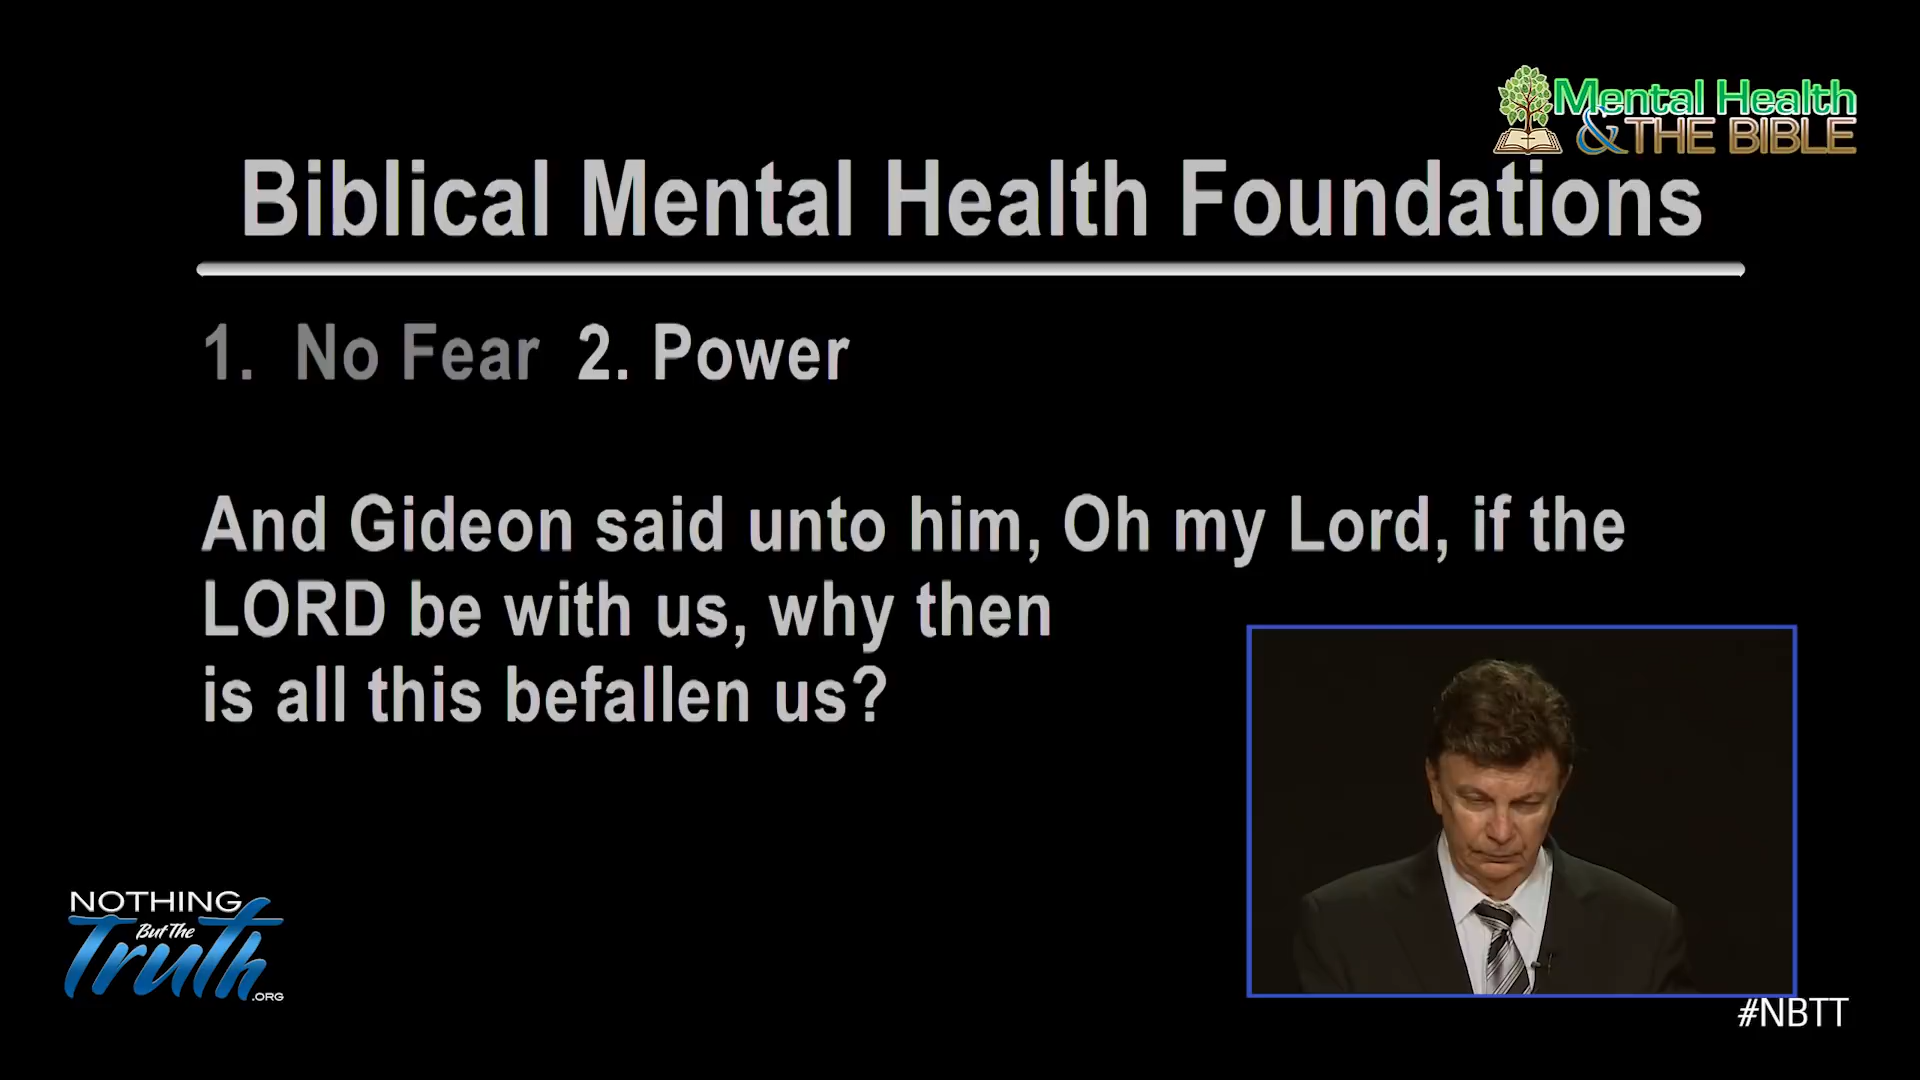 Mental Health
& THE BIBLE
Biblical Mental Health Foundations
1. No Fear 2. Power
And Gideon said unto him, Oh my Lord, if the
LORD be with us, why then
is all this befallen us?
NOTHING
But The
Truth
.ORG
#NBTT